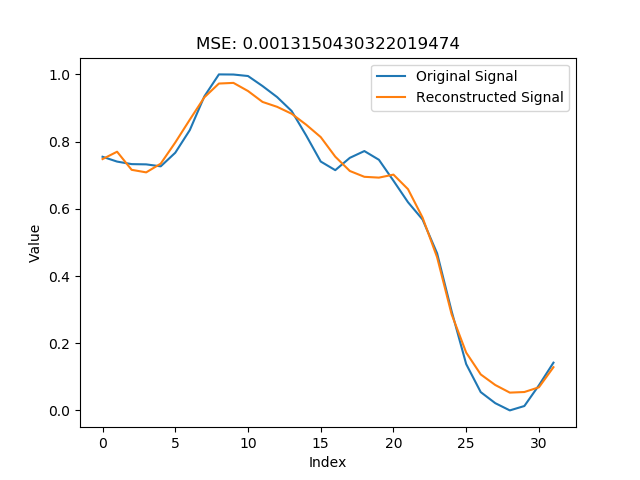 MSE: 0.0013150430322019474
Original Signal
Reconstructed Signal
1.0
0.8
0.6
0.4
0.2
0.0
Value
0 5 10 15 20 25 30
Index